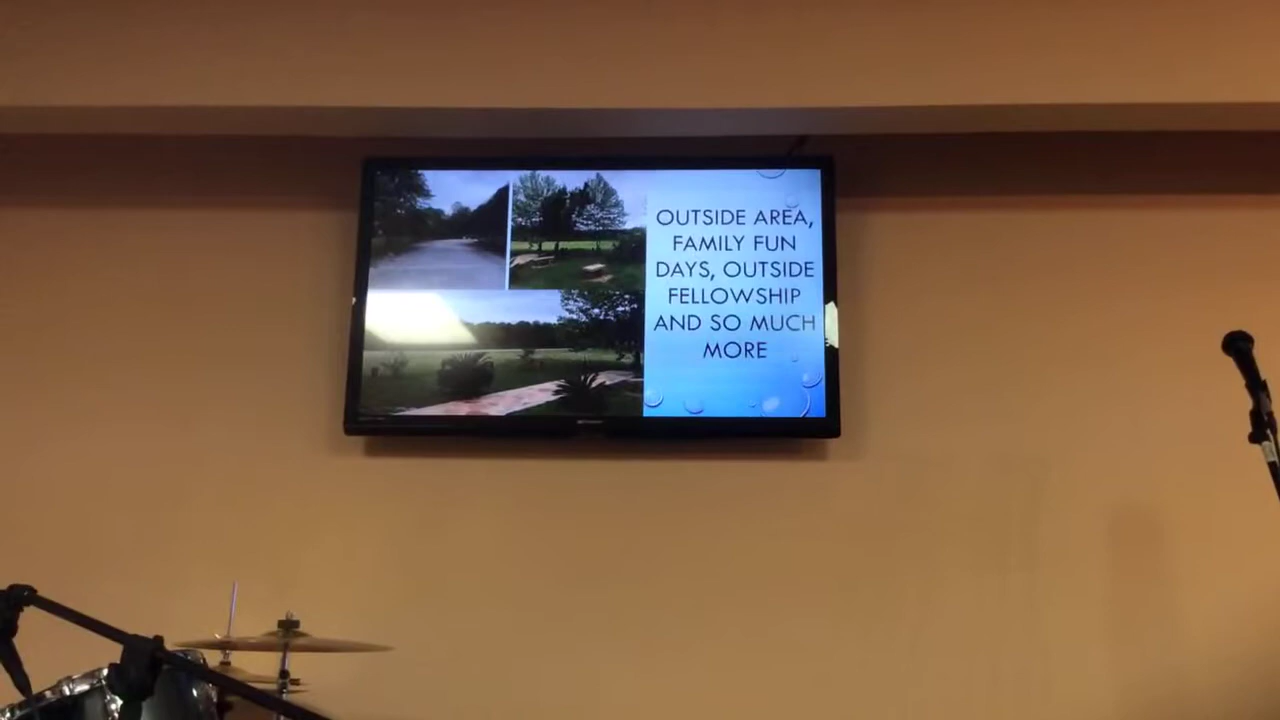 OUTSIDE AREA,
FAMILY FUN
DAYS, OUTSIDE
FELLOWSHIP
AND SO MUCH
MORE